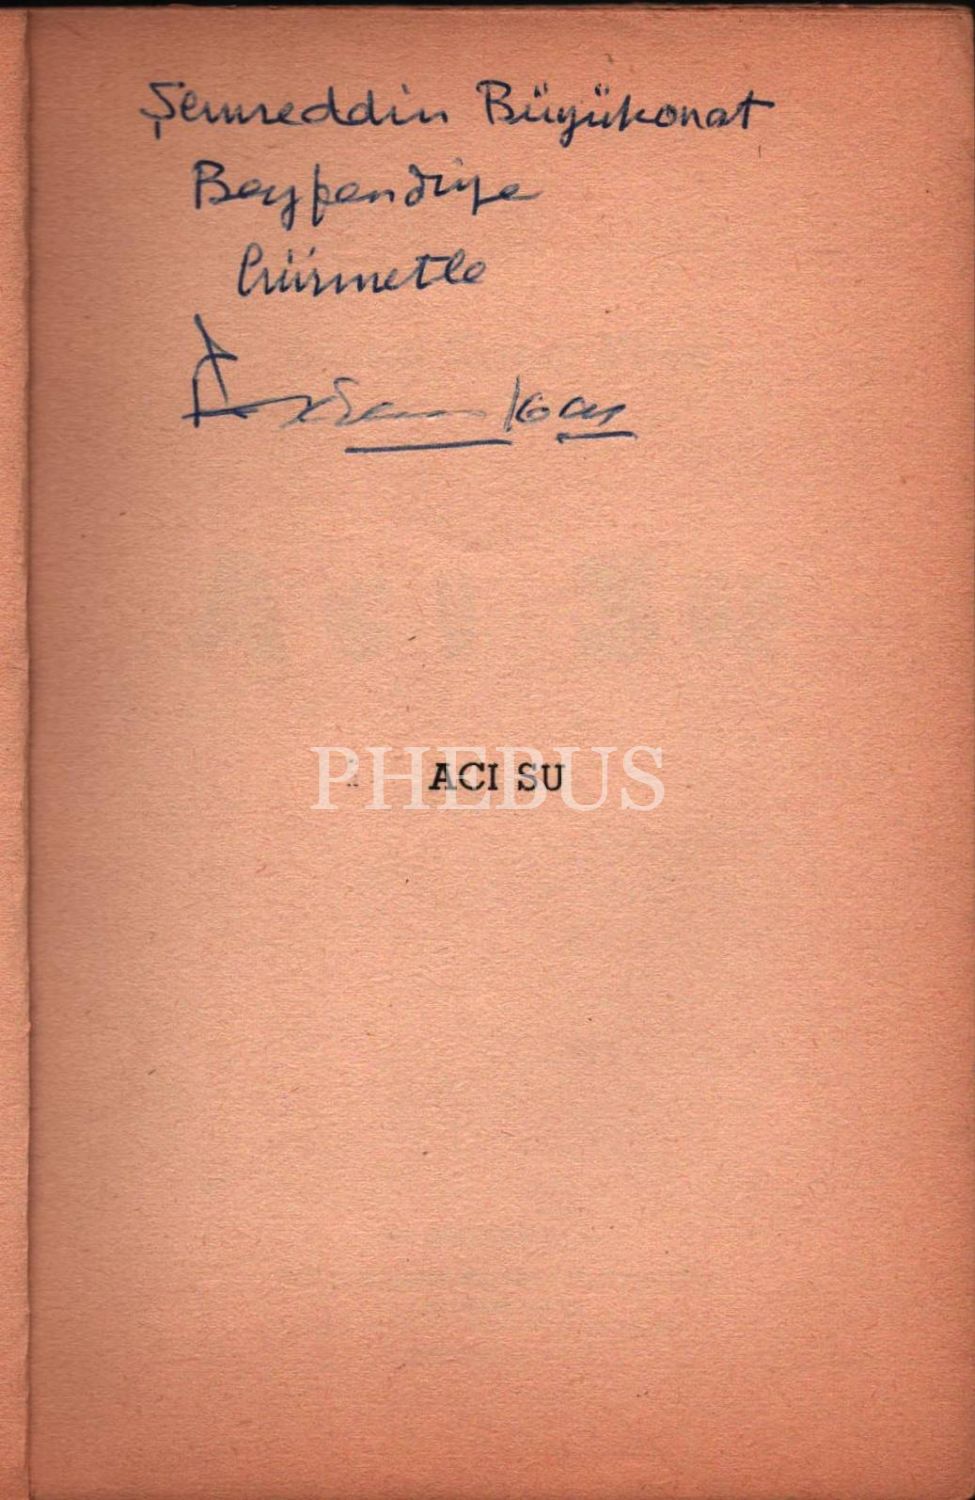 Şemseddin Büyükonat
Beyfendiye
hürmetle
PHEBUS
ACI SU